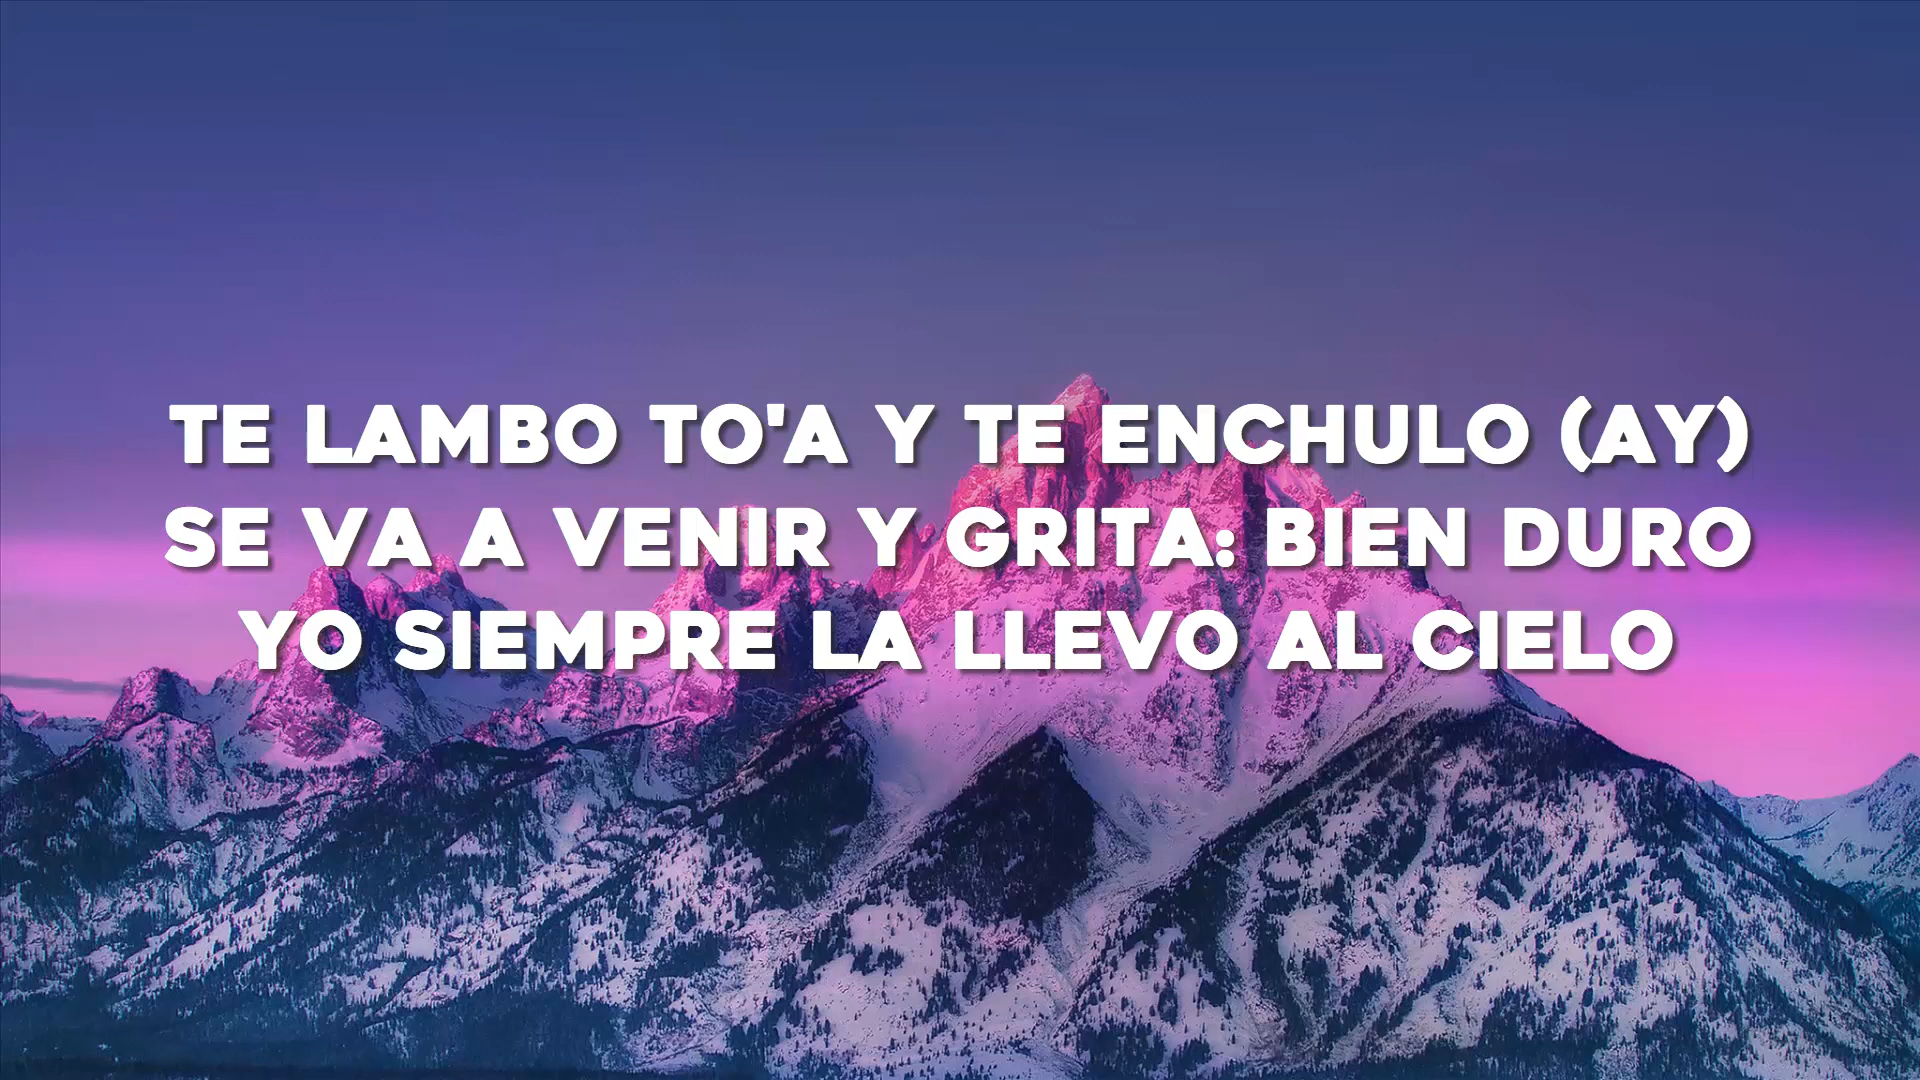 TE LAMBO TO'A Y TE ENCHULO (AY)
SE VA A VENIR Y GRITA: BIEN DURO
YO SIEMPRE LA LLEVO AL CIELO